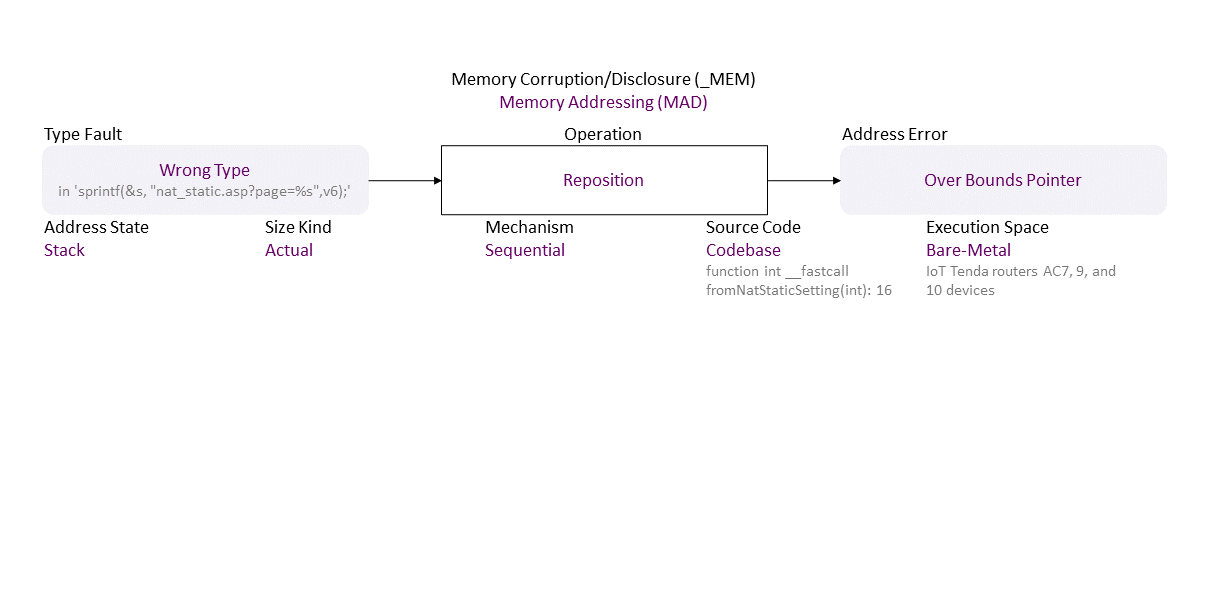 Memory Corruption/Disclosure (_MEM)
Memory Addressing (MAD)
Type Fault
Operation
Address Error
Wrong Type
in 'sprintf(&s, "nat_static.asp?page=%s",v6);'
Reposition
Over Bounds Pointer
Address State
Stack
Size Kind
Actual
Mechanism
Sequential
Source Code
Codebase
function int __fastcall
fromNatStaticSetting(int): 16
Execution Space
Bare-Metal
IoT Tenda routers AC7, 9, and
10 devices